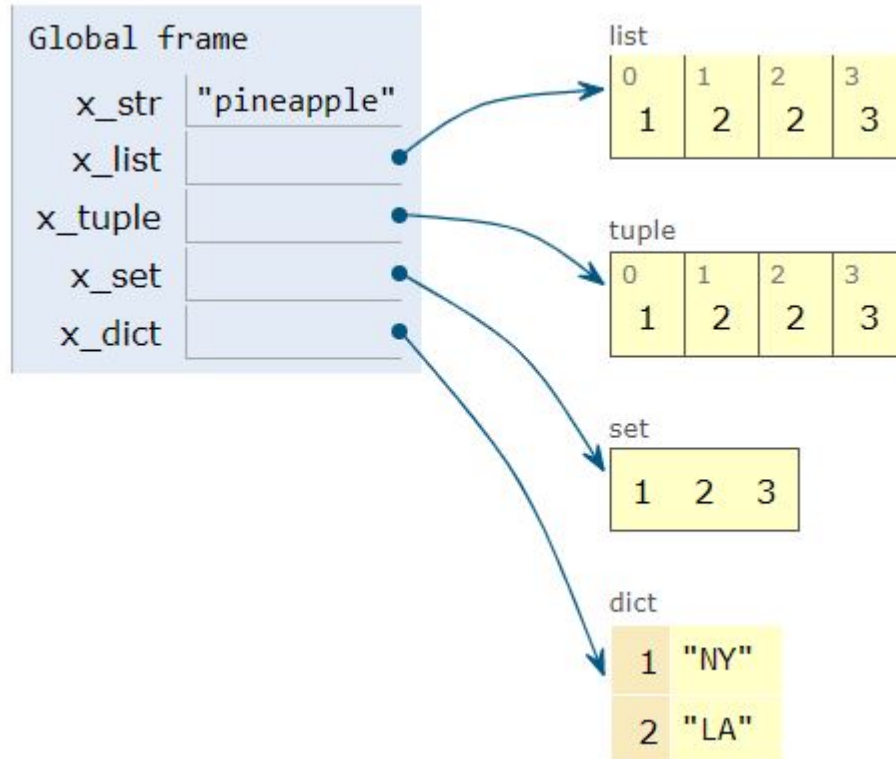 Global frame
x_str "pineapple"
x_list
x_tuple
x_set
x_dict
list
0 1 2 3
1 2 2 3
tuple
0 1 2 3
1 2 2 3
set
1 2 3
dict
1 "NY"
2 "LA"